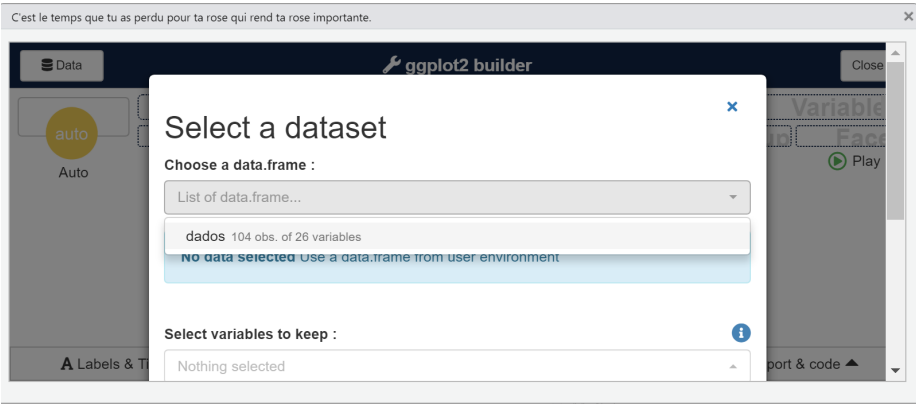 C'est le temps que tu as perdu pour ta rose qui rend ta rose importante.
Data
ggplot2 builder
Close
Select a dataset
Variable
auto
Auto
Play
Choose a data.frame :
List of data.frame...
dados 104 obs. of 26 variables
No data selected Use a data.frame from user environment
Select variables to keep :
Nothing selected
A Labels & Ti
port & code